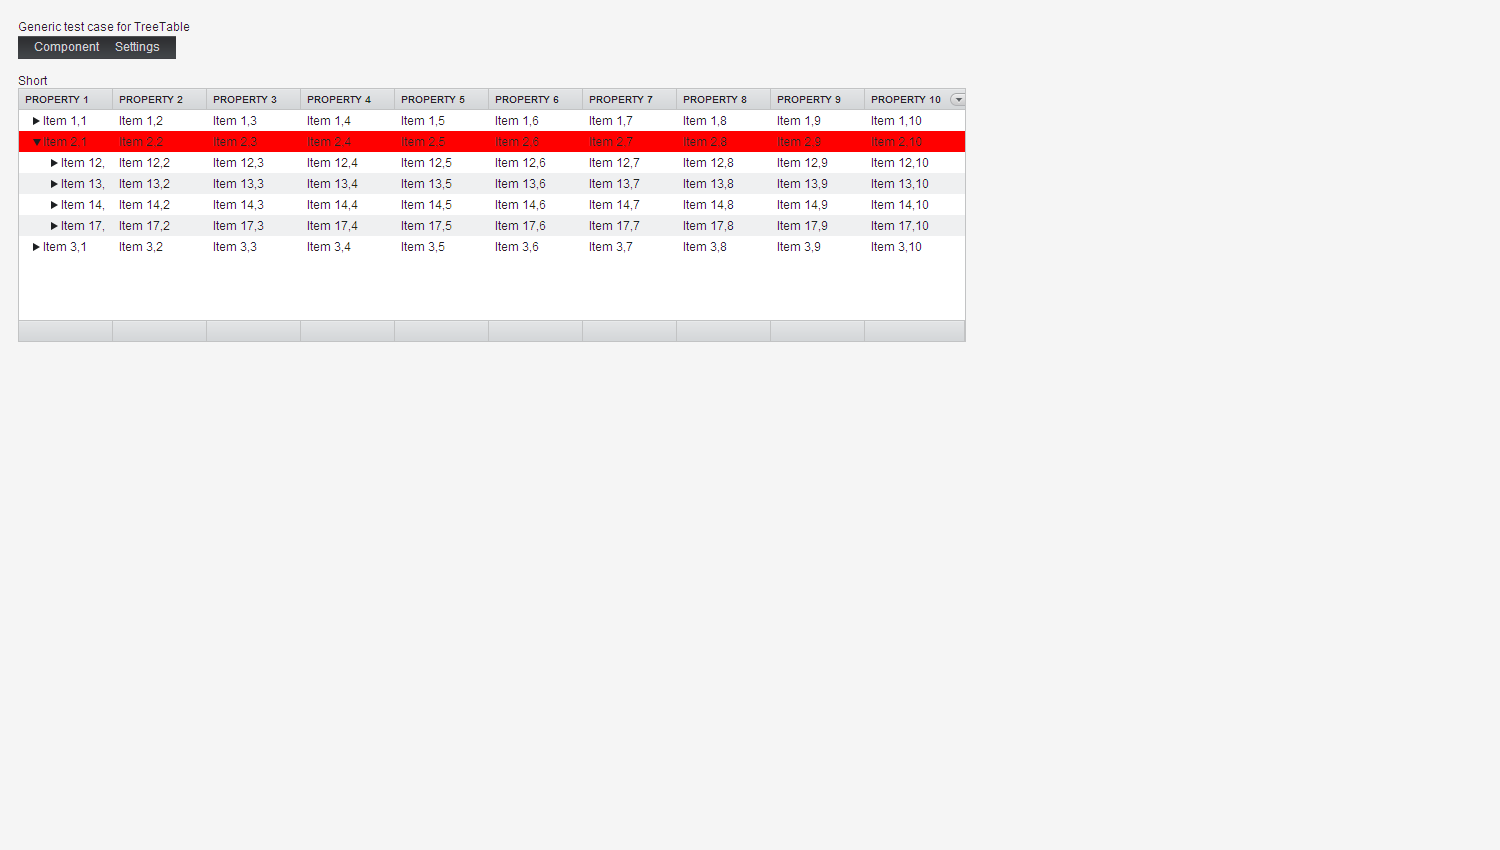 Generic test case for TreeTable
Component Settings
Short
PROPERTY 1 PROPERTY 2 PROPERTY 3 PROPERTY 4 PROPERTY 5 PROPERTY 6 PROPERTY 7 PROPERTY 8 PROPERTY 9 PROPERTY 10
Item 1,1 Item 1,2 Item 1,3 Item 1,4 Item 1,5 Item 1,6 Item 1,7 Item 1,8 Item 1,9 Item 1,10
Item 2,1 Item 2,2 Item 2,3 Item 2,4 Item 2,5 Item 2,6 Item 2,7 Item 2,8 Item 2,9 Item 2,10
Item 12, Item 12,2 Item 12,3 Item 12,4 Item 12,5 Item 12,6 Item 12,7 Item 12,8 Item 12,9 Item 12,10
Item 13, Item 13,2 Item 13,3 Item 13,4 Item 13,5 Item 13,6 Item 13,7 Item 13,8 Item 13,9 Item 13,10
Item 14, Item 14,2 Item 14,3 Item 14,4 Item 14,5 Item 14,6 Item 14,7 Item 14,8 Item 14,9 Item 14,10
Item 17, Item 17,2 Item 17,3 Item 17,4 Item 17,5 Item 17,6 Item 17,7 Item 17,8 Item 17,9 Item 17,10
Item 3,1 Item 3,2 Item 3,3 Item 3,4 Item 3,5 Item 3,6 Item 3,7 Item 3,8 Item 3,9 Item 3,10